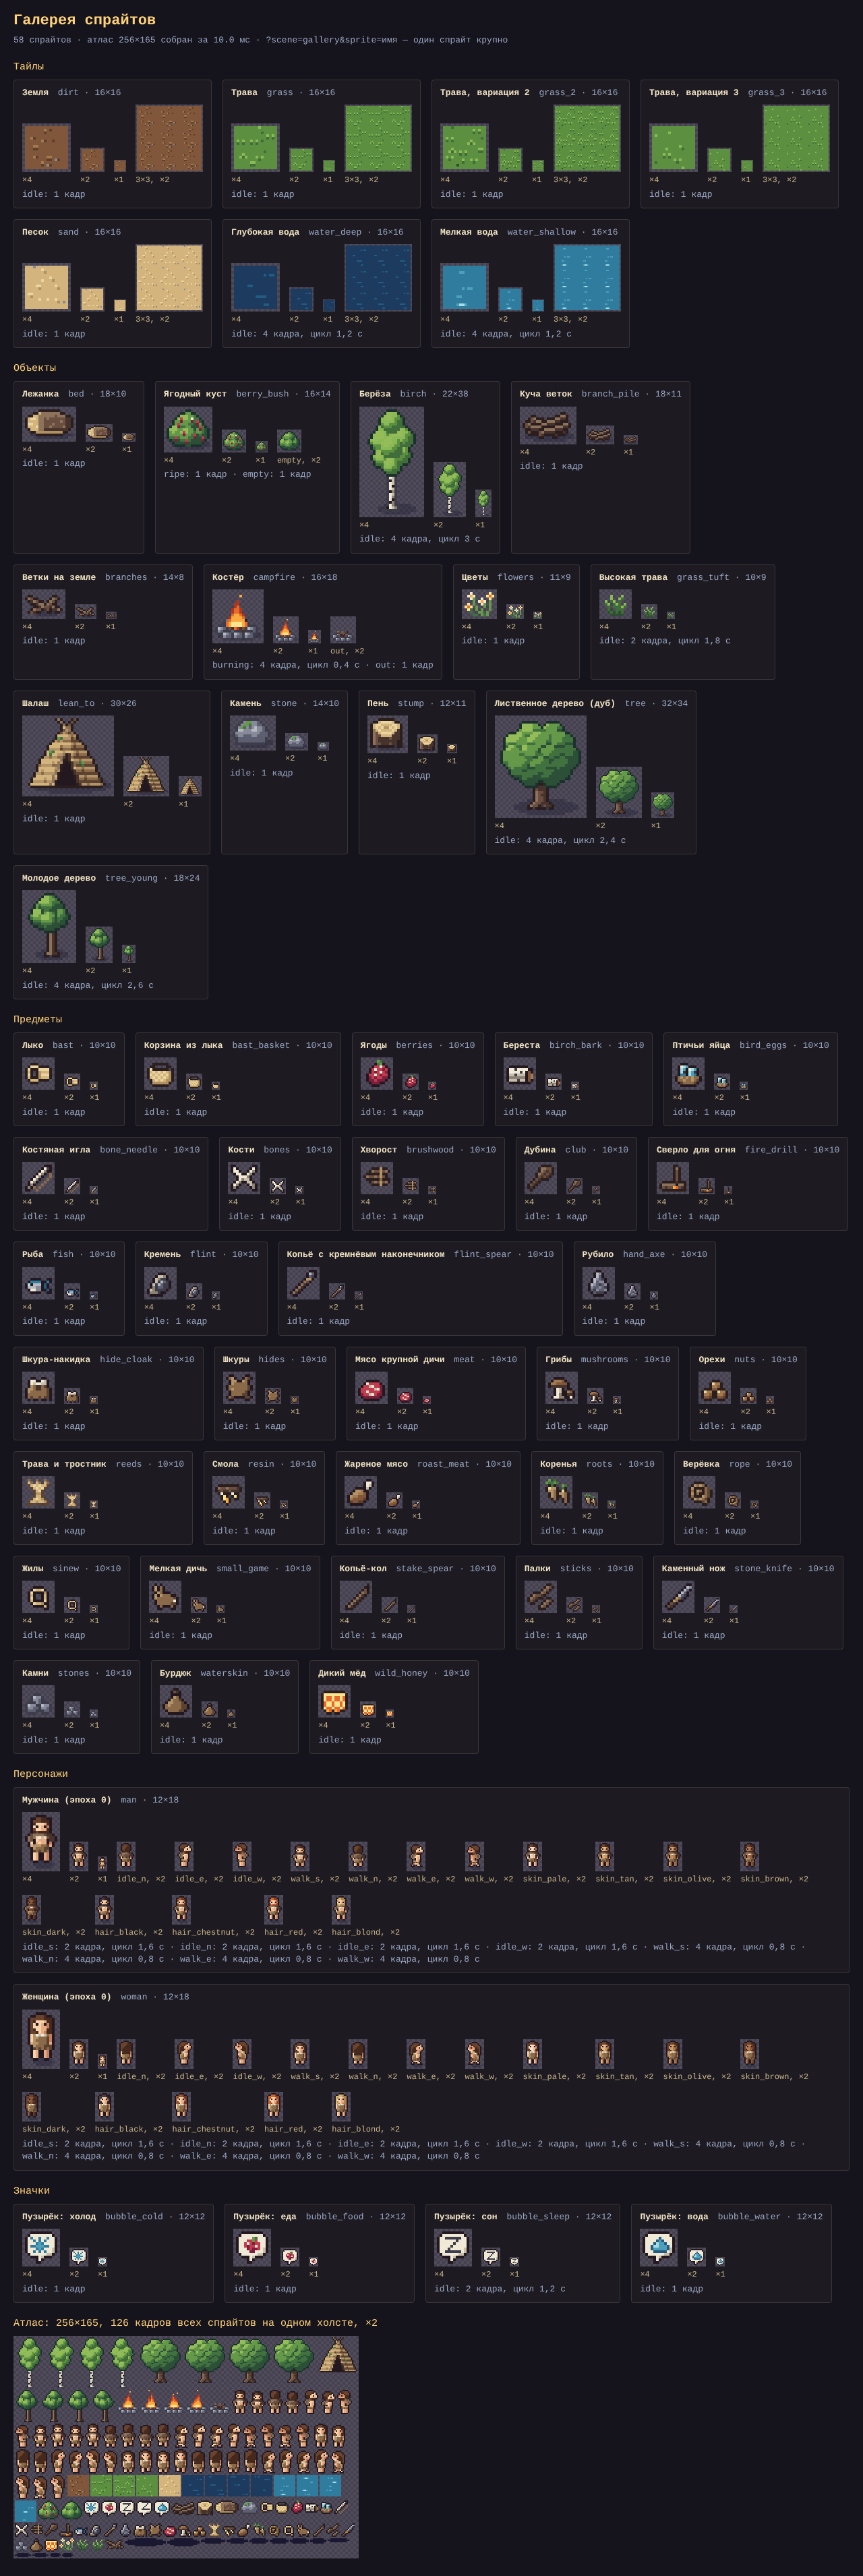 Галерея спрайтов
58 спрайтов · атлас 256×165 собран за 10.0 мс · ?scene=gallery&sprite=имя — один спрайт крупно
Тайлы
Земля dirt · 16×16
×4 ×2 ×1 3×3, ×2
idle: 1 кадр
Трава grass · 16×16
×4 ×2 ×1 3×3, ×2
idle: 1 кадр
Трава, вариация 2 grass_2 · 16×16
×4 ×2 ×1 3×3, ×2
idle: 1 кадр
Трава, вариация 3 grass_3 · 16×16
×4 ×2 ×1 3×3, ×2
idle: 1 кадр
Песок sand · 16×16
×4 ×2 ×1 3×3, ×2
idle: 1 кадр
Глубокая вода water_deep · 16×16
×4 ×2 ×1 3×3, ×2
idle: 4 кадра, цикл 1,2 с
Мелкая вода water_shallow · 16×16
×4 ×2 ×1 3×3, ×2
idle: 4 кадра, цикл 1,2 с
Объекты
Лежанка bed · 18×10
×4 ×2 ×1
idle: 1 кадр
Ягодный куст berry_bush · 16×14
×4 ×2 ×1 empty, ×2
ripe: 1 кадр · empty: 1 кадр
Берёза birch · 22×38
×4 ×2 ×1
idle: 4 кадра, цикл 3 с
Куча веток branch_pile · 18×11
×4 ×2 ×1
idle: 1 кадр
Ветки на земле branches · 14×8
×4 ×2 ×1
idle: 1 кадр
Костёр campfire · 16×18
×4 ×2 ×1 out, ×2
burning: 4 кадра, цикл 0,4 с · out: 1 кадр
Цветы flowers · 11×9
×4 ×2 ×1
idle: 1 кадр
Высокая трава grass_tuft · 10×9
×4 ×2 ×1
idle: 2 кадра, цикл 1,8 с
Шалаш lean_to · 30×26
×4 ×2 ×1
idle: 1 кадр
Камень stone · 14×10
×4 ×2 ×1
idle: 1 кадр
Пень stump · 12×11
×4 ×2 ×1
idle: 1 кадр
Лиственное дерево (дуб) tree · 32×34
×4 ×2 ×1
idle: 4 кадра, цикл 2,4 с
Молодое дерево tree_young · 18×24
×4 ×2 ×1
idle: 4 кадра, цикл 2,6 с
Предметы
Лыко bast · 10×10
×4 ×2 ×1
idle: 1 кадр
Корзина из лыка bast_basket · 10×10
×4 ×2 ×1
idle: 1 кадр
Ягоды berries · 10×10
×4 ×2 ×1
idle: 1 кадр
Береста birch_bark · 10×10
×4 ×2 ×1
idle: 1 кадр
Птичьи яйца bird_eggs · 10×10
×4 ×2 ×1
idle: 1 кадр
Костяная игла bone_needle · 10×10
×4 ×2 ×1
idle: 1 кадр
Кости bones · 10×10
×4 ×2 ×1
idle: 1 кадр
Хворост brushwood · 10×10
×4 ×2 ×1
idle: 1 кадр
Дубина club · 10×10
×4 ×2 ×1
idle: 1 кадр
Сверло для огня fire_drill · 10×10
×4 ×2 ×1
idle: 1 кадр
Рыба fish · 10×10
×4 ×2 ×1
idle: 1 кадр
Кремень flint · 10×10
×4 ×2 ×1
idle: 1 кадр
Копьё с кремнёвым наконечником flint_spear · 10×10
×4 ×2 ×1
idle: 1 кадр
Рубило hand_axe · 10×10
×4 ×2 ×1
idle: 1 кадр
Шкура-накидка hide_cloak · 10×10
×4 ×2 ×1
idle: 1 кадр
Шкуры hides · 10×10
×4 ×2 ×1
idle: 1 кадр
Мясо крупной дичи meat · 10×10
×4 ×2 ×1
idle: 1 кадр
Грибы mushrooms · 10×10
×4 ×2 ×1
idle: 1 кадр
Орехи nuts · 10×10
×4 ×2 ×1
idle: 1 кадр
Трава и тростник reeds · 10×10
×4 ×2 ×1
idle: 1 кадр
Смола resin · 10×10
×4 ×2 ×1
idle: 1 кадр
Жареное мясо roast_meat · 10×10
×4 ×2 ×1
idle: 1 кадр
Коренья roots · 10×10
×4 ×2 ×1
idle: 1 кадр
Верёвка rope · 10×10
×4 ×2 ×1
idle: 1 кадр
Жилы sinew · 10×10
×4 ×2 ×1
idle: 1 кадр
Мелкая дичь small_game · 10×10
×4 ×2 ×1
idle: 1 кадр
Копьё-кол stake_spear · 10×10
×4 ×2 ×1
idle: 1 кадр
Палки sticks · 10×10
×4 ×2 ×1
idle: 1 кадр
Каменный нож stone_knife · 10×10
×4 ×2 ×1
idle: 1 кадр
Камни stones · 10×10
×4 ×2 ×1
idle: 1 кадр
Бурдюк waterskin · 10×10
×4 ×2 ×1
idle: 1 кадр
Дикий мёд wild_honey · 10×10
×4 ×2 ×1
idle: 1 кадр
Персонажи
Мужчина (эпоха 0) man · 12×18
×4 ×2 ×1 idle_n, ×2 idle_e, ×2 idle_w, ×2 walk_s, ×2 walk_n, ×2 walk_e, ×2 walk_w, ×2 skin_pale, ×2 skin_tan, ×2 skin_olive, ×2 skin_brown, ×2
skin_dark, ×2 hair_black, ×2 hair_chestnut, ×2 hair_red, ×2 hair_blond, ×2
idle_s: 2 кадра, цикл 1,6 с · idle_n: 2 кадра, цикл 1,6 с · idle_e: 2 кадра, цикл 1,6 с · idle_w: 2 кадра, цикл 1,6 с · walk_s: 4 кадра, цикл 0,8 с ·
walk_n: 4 кадра, цикл 0,8 с · walk_e: 4 кадра, цикл 0,8 с · walk_w: 4 кадра, цикл 0,8 с
Женщина (эпоха 0) woman · 12×18
×4 ×2 ×1 idle_n, ×2 idle_e, ×2 idle_w, ×2 walk_s, ×2 walk_n, ×2 walk_e, ×2 walk_w, ×2 skin_pale, ×2 skin_tan, ×2 skin_olive, ×2 skin_brown, ×2
skin_dark, ×2 hair_black, ×2 hair_chestnut, ×2 hair_red, ×2 hair_blond, ×2
idle_s: 2 кадра, цикл 1,6 с · idle_n: 2 кадра, цикл 1,6 с · idle_e: 2 кадра, цикл 1,6 с · idle_w: 2 кадра, цикл 1,6 с · walk_s: 4 кадра, цикл 0,8 с ·
walk_n: 4 кадра, цикл 0,8 с · walk_e: 4 кадра, цикл 0,8 с · walk_w: 4 кадра, цикл 0,8 с
Значки
Пузырёк: холод bubble_cold · 12×12
×4 ×2 ×1
idle: 1 кадр
Пузырёк: еда bubble_food · 12×12
×4 ×2 ×1
idle: 1 кадр
Пузырёк: сон bubble_sleep · 12×12
×4 ×2 ×1
idle: 2 кадра, цикл 1,2 с
Пузырёк: вода bubble_water · 12×12
×4 ×2 ×1
idle: 1 кадр
Атлас: 256×165, 126 кадров всех спрайтов на одном холсте, ×2